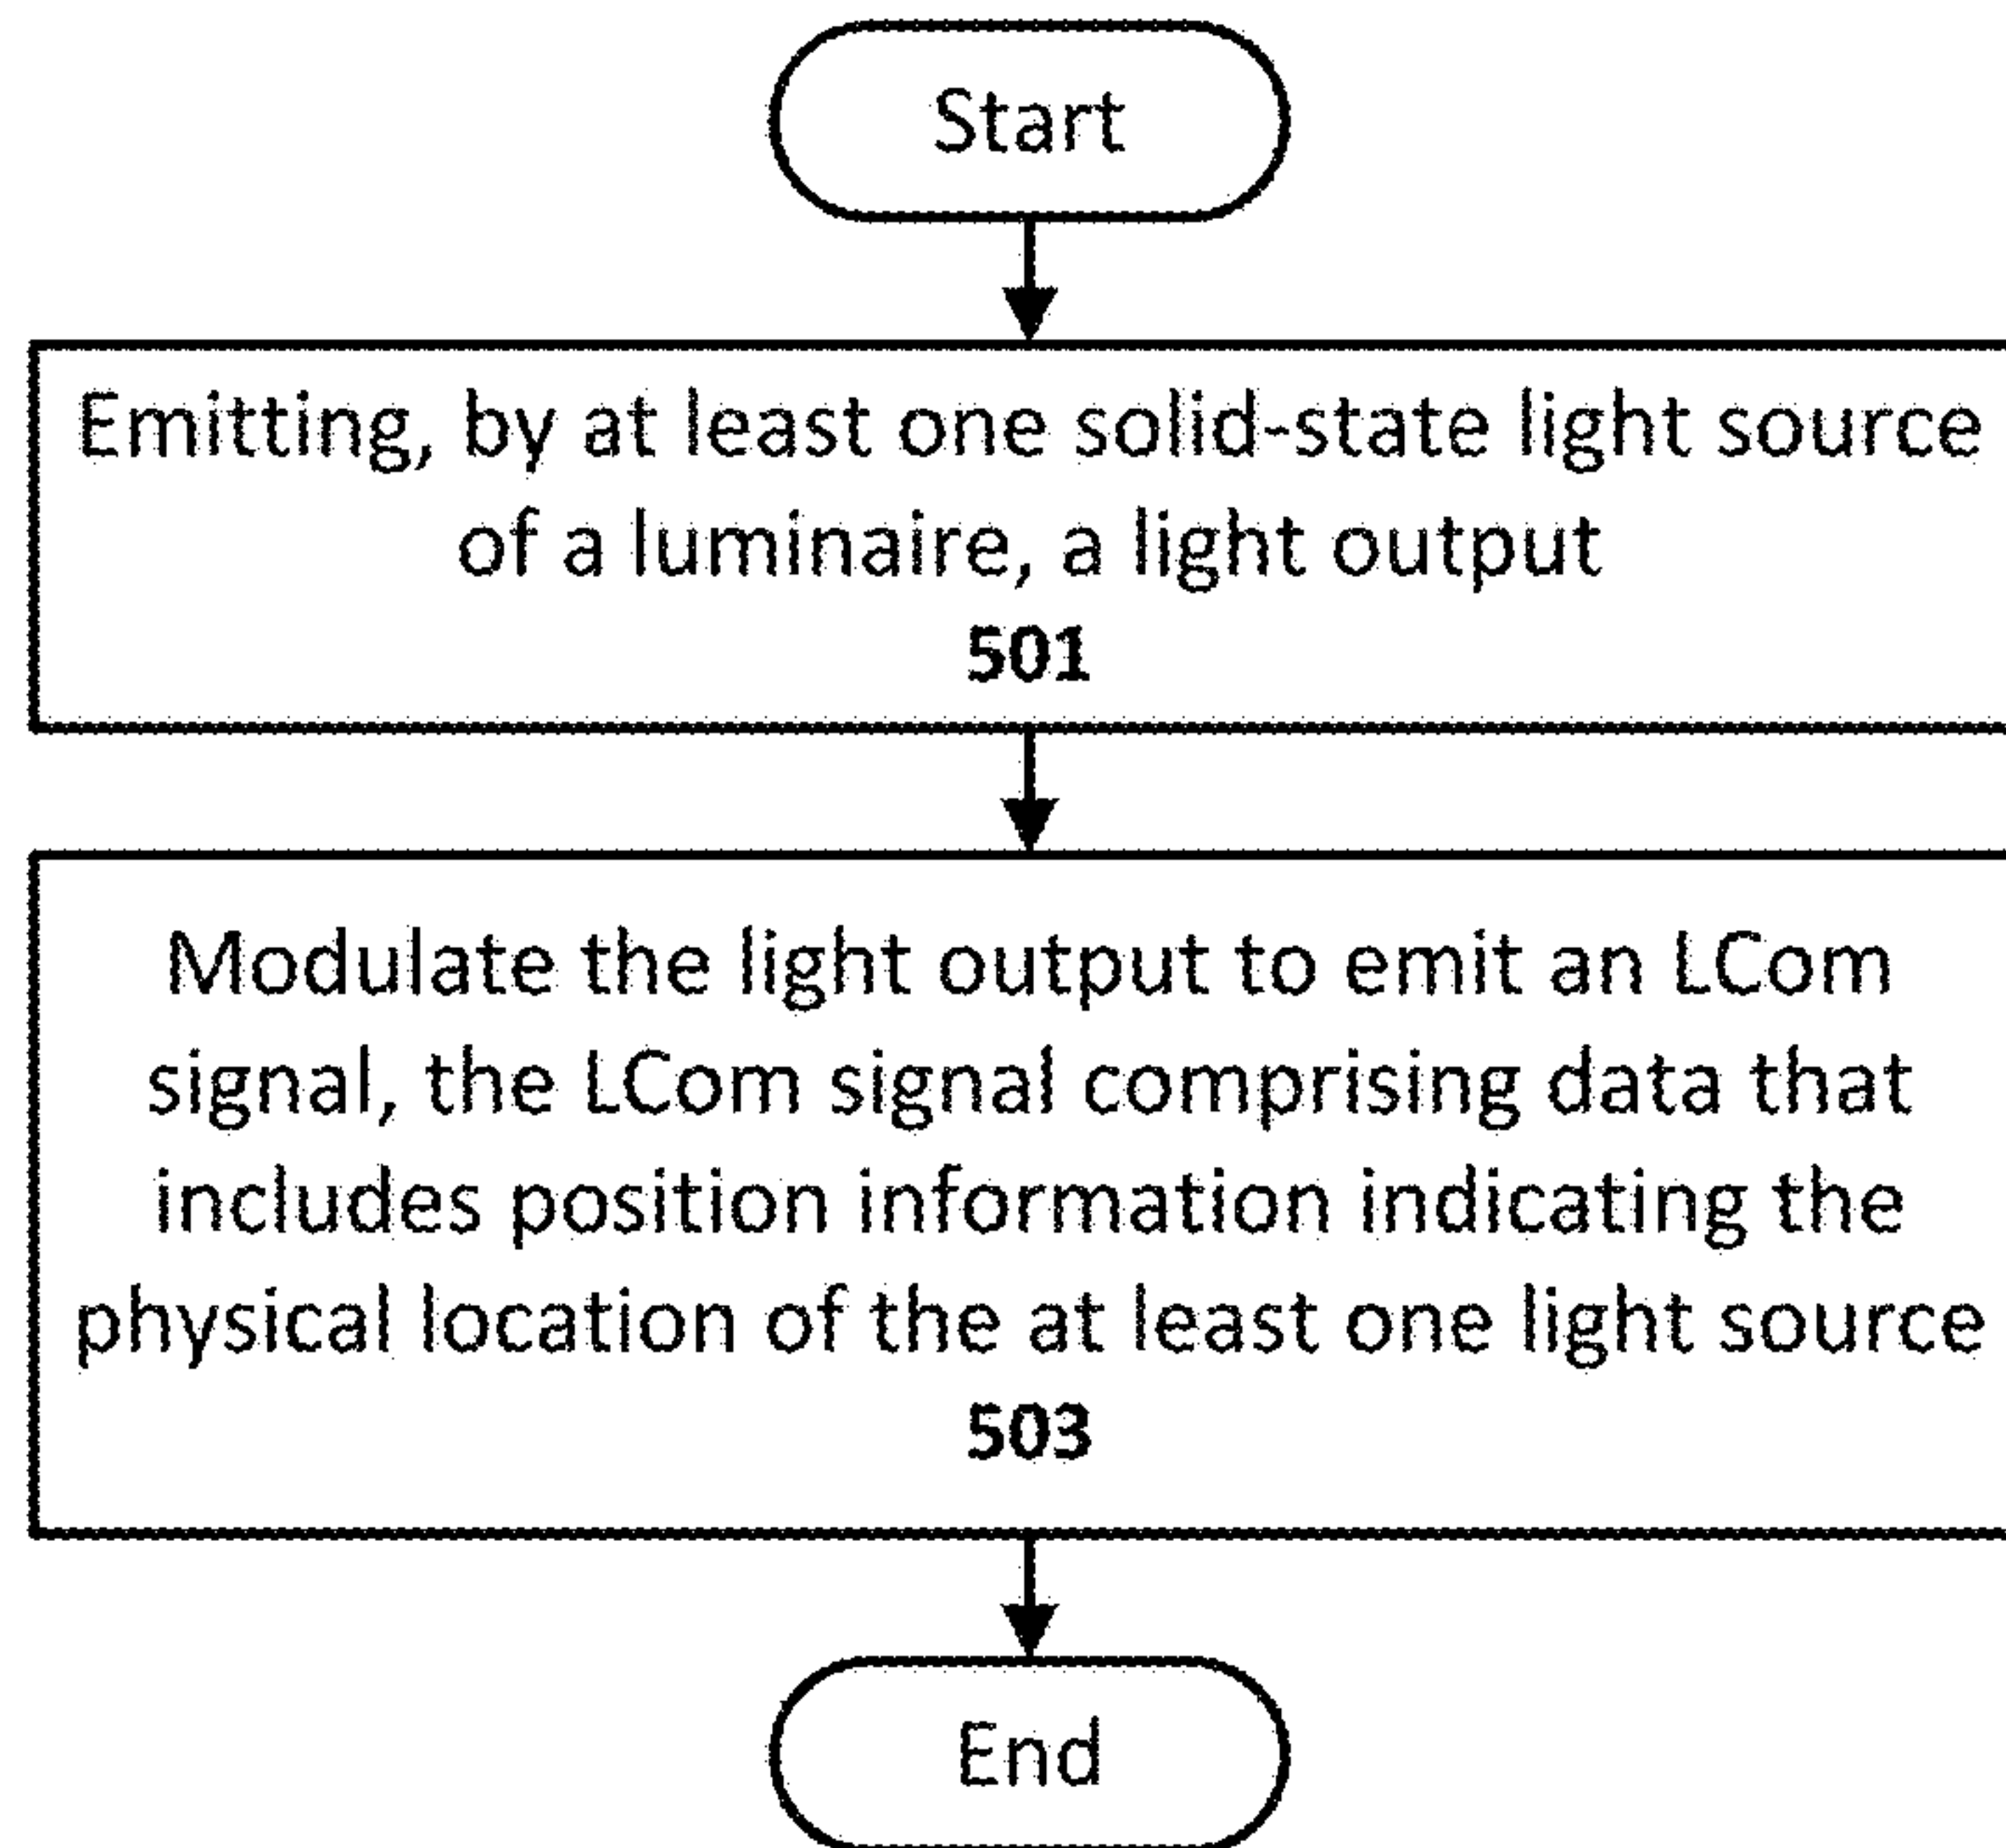 Start
Emitting, by at least one solid-state light source
of a luminaire, a light output
501
Modulate the light output to emit an LCom
signal, the LCom signal comprising data that
includes position information indicating the
physical location of the at least one light source
503
End